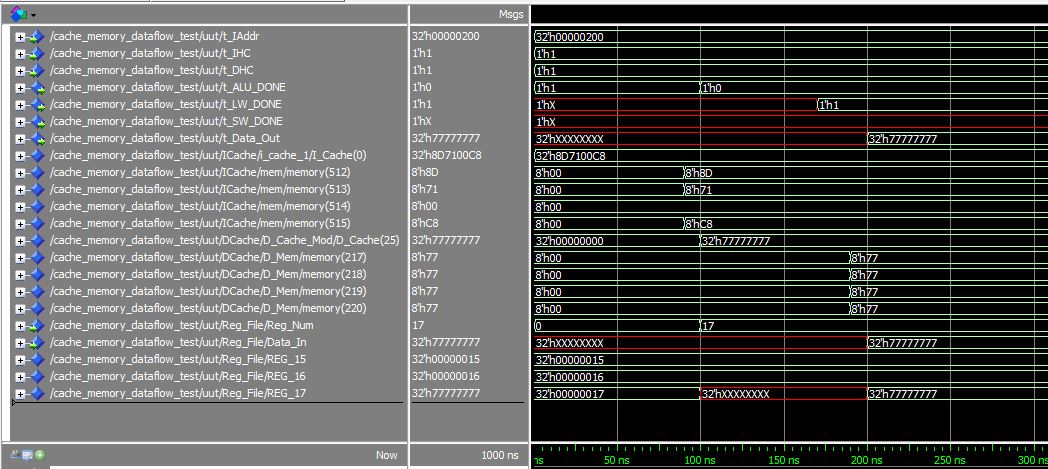 Msgs
/cache_memory_dataflow_test/uut/t_IAddr 32'h00000200 32'h00000200
/cache_memory_dataflow_test/uut/t_IHC 1'h1 1'h1
/cache_memory_dataflow_test/uut/t_DHC 1'h1 1'h1
/cache_memory_dataflow_test/uut/t_ALU_DONE 1'h0 1'h1 1'h0
/cache_memory_dataflow_test/uut/t_LW_DONE 1'h1 1'hX 1'h1
/cache_memory_dataflow_test/uut/t_SW_DONE 1'hX 1'hX
/cache_memory_dataflow_test/uut/t_Data_Out 32'h77777777 32'hXXXXXXXX 32'h77777777
/cache_memory_dataflow_test/uut/ICache/i_cache_1/I_Cache(0) 32'h8D7100C8 32'h8D7100C8
/cache_memory_dataflow_test/uut/ICache/mem/memory(512) 8'h8D 8'h00 8'h8D
/cache_memory_dataflow_test/uut/ICache/mem/memory(513) 8'h71 8'h00 8'h71
/cache_memory_dataflow_test/uut/ICache/mem/memory(514) 8'h00 8'h00
/cache_memory_dataflow_test/uut/ICache/mem/memory(515) 8'hC8 8'h00 8'hC8
/cache_memory_dataflow_test/uut/DCache/D_Cache_Mod/D_Cache(25) 32'h77777777 32'h00000000 32'h77777777
/cache_memory_dataflow_test/uut/DCache/D_Mem/memory(217) 8'h77 8'h00 8'h77
/cache_memory_dataflow_test/uut/DCache/D_Mem/memory(218) 8'h77 8'h00 8'h77
/cache_memory_dataflow_test/uut/DCache/D_Mem/memory(219) 8'h77 8'h00 8'h77
/cache_memory_dataflow_test/uut/DCache/D_Mem/memory(220) 8'h77 8'h00 8'h77
/cache_memory_dataflow_test/uut/Reg_File/Reg_Num 17 0 17
/cache_memory_dataflow_test/uut/Reg_File/Data_In 32'h77777777 32'hXXXXXXXX 32'h77777777
/cache_memory_dataflow_test/uut/Reg_File/REG_15 32'h00000015 32'h00000015
/cache_memory_dataflow_test/uut/Reg_File/REG_16 32'h00000016 32'h00000016
/cache_memory_dataflow_test/uut/Reg_File/REG_17 32'h77777777 32'h00000017 32'hXXXXXXXX 32'h77777777
Now 1000 ns ns 50 ns 100 ns 150 ns 200 ns 250 ns 300 ns